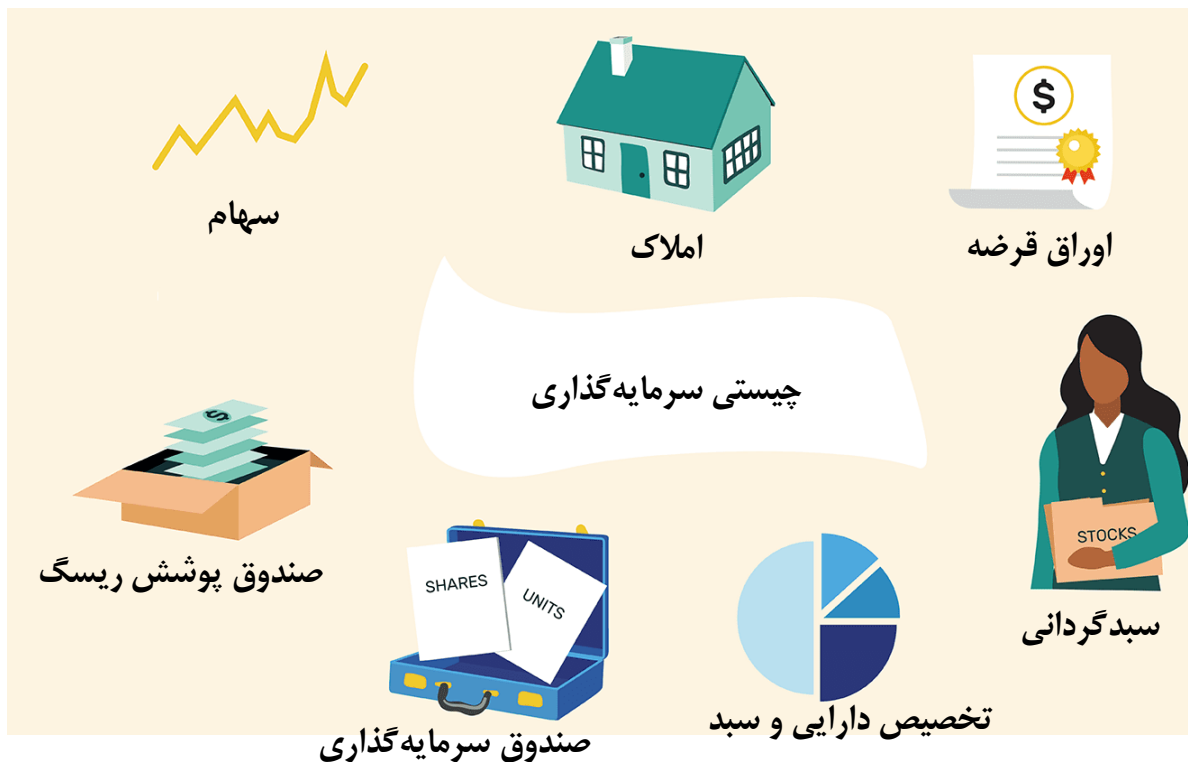 سهام
املاک
اوراق قرضه
$
چیستی سرمایه‌گذاری
$
صندوق پوشش ریسگ
SHARES
UNITS
صندوق سرمایه‌گذاری
تخصیص دارایی و سبد
STOCKS
سبدگردانی